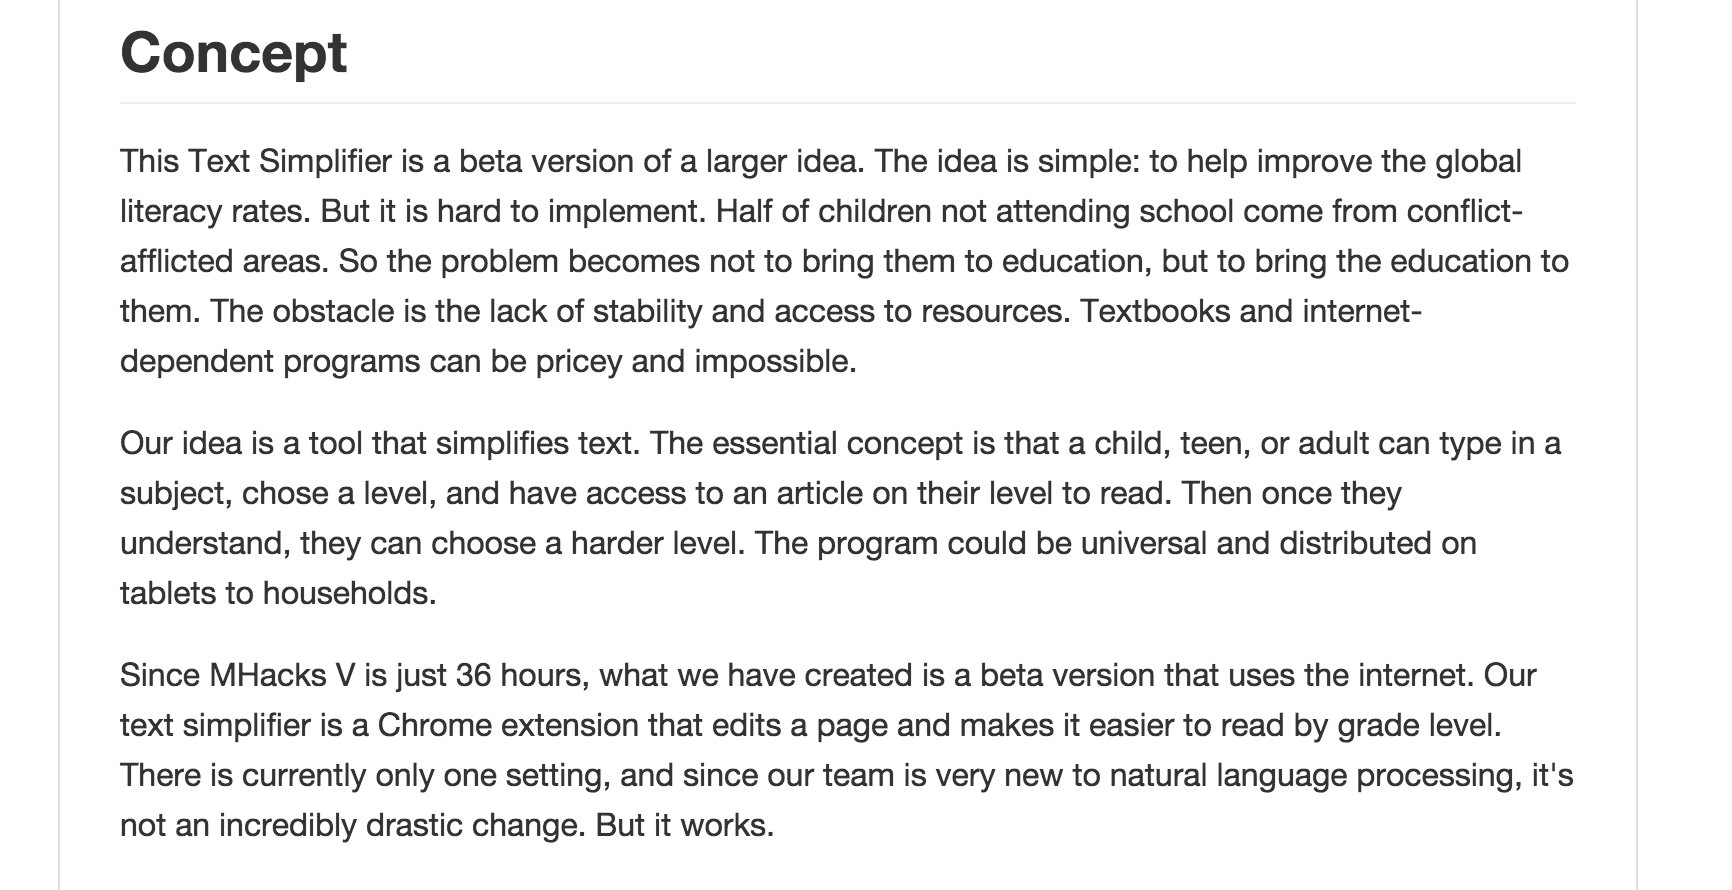 Concept
This Text Simplifier is a beta version of a larger idea. The idea is simple: to help improve the global
literacy rates. But it is hard to implement. Half of children not attending school come from conflict-
afflicted areas. So the problem becomes not to bring them to education, but to bring the education to
them. The obstacle is the lack of stability and access to resources. Textbooks and internet-
dependent programs can be pricey and impossible.
Our idea is a tool that simplifies text. The essential concept is that a child, teen, or adult can type in a
subject, chose a level, and have access to an article on their level to read. Then once they
understand, they can choose a harder level. The program could be universal and distributed on
tablets to households.
Since MHacks V is just 36 hours, what we have created is a beta version that uses the internet. Our
text simplifier is a Chrome extension that edits a page and makes it easier to read by grade level.
There is currently only one setting, and since our team is very new to natural language processing, it's
not an incredibly drastic change. But it works.